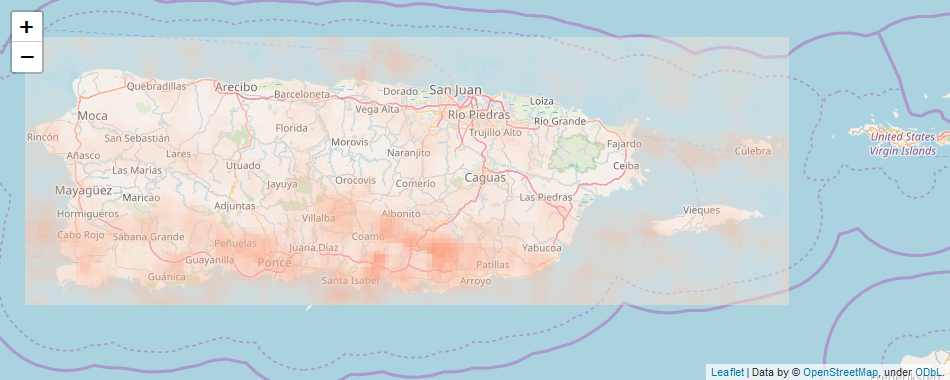 +
−
Quebradillas
Arecibo
Barceloneta
Dorado
San Juan
Loiza
Moca
Vega Alta
Río Piedras
Río Grande
Florida
Trujillo Alto
Rincón
San Sebastián
Morovis
Fajardo
United States
Virgin Islands
Añasco
Lares
Naranjito
Culebra
Utuado
Ceiba
Las Marías
Caguas
Mayagüez
Jayuya
Orocovis
Comerio
Maricao
Las Piedras
Adjuntas
Hormigueros
Villalba
Aibonito
Vieques
Cabo Rojo
Sabana Grande
Peñuelas
Coamo
Juana Díaz
Yabucoa
Guayanilla
Ponce
Patillas
Guánica
Santa Isabel
Arroyo
Leaflet | Data by © OpenStreetMap, under ODbL.